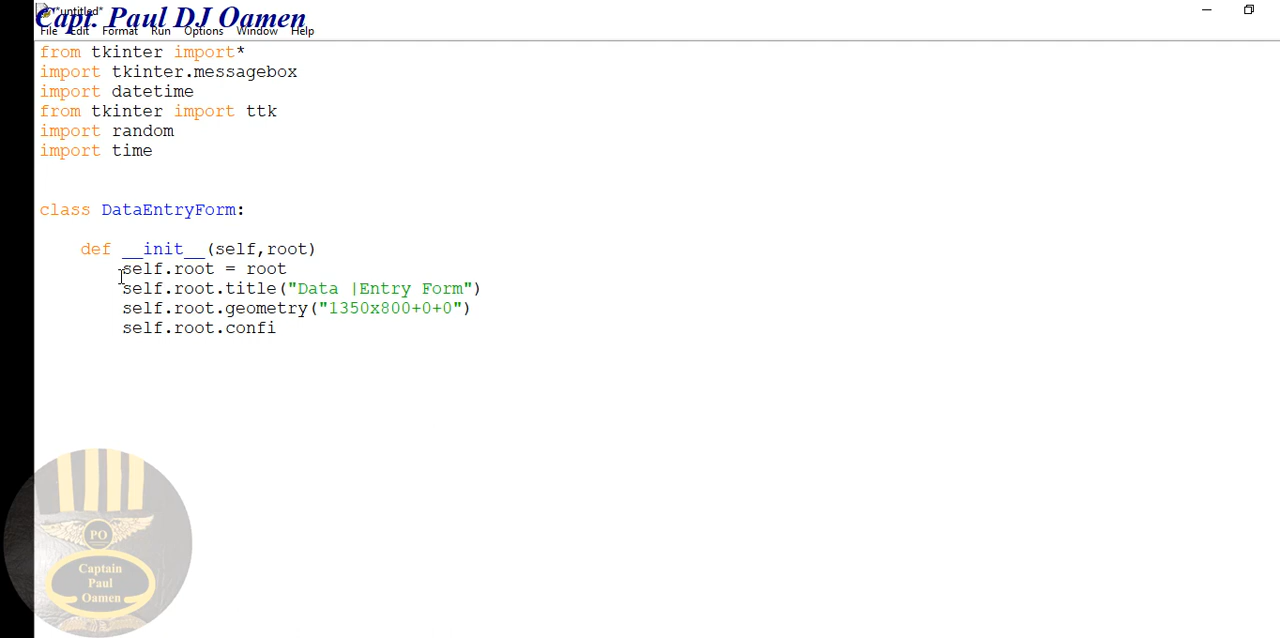 *untitled*
Capt. Paul DJ Oamen
File Edit Format Run Options Window Help
from tkinter import*
import tkinter.messagebox
import datetime
from tkinter import ttk
import random
import time
class DataEntryForm:
def __init__(self,root)
self.root = root
self.root.title("Data |Entry Form")
self.root.geometry("1350x800+0+0")
self.root.confi
PO
Captain
Paul
Oamen